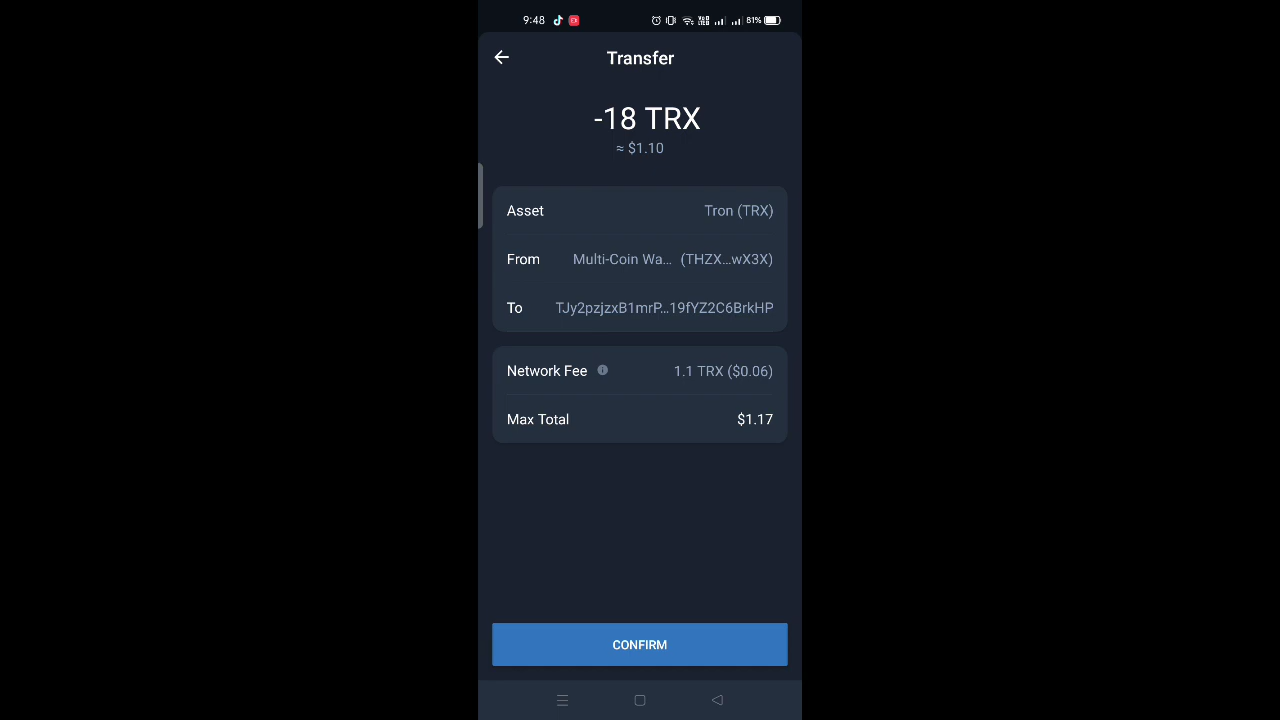 9:48 81%
Transfer
-18 TRX
≈ $1.10
Asset Tron (TRX)
From Multi-Coin Wa... (THZX...wX3X)
To TJy2pzjzxB1mrP...19fYZ2C6BrkHP
Network Fee 1.1 TRX ($0.06)
Max Total $1.17
CONFIRM